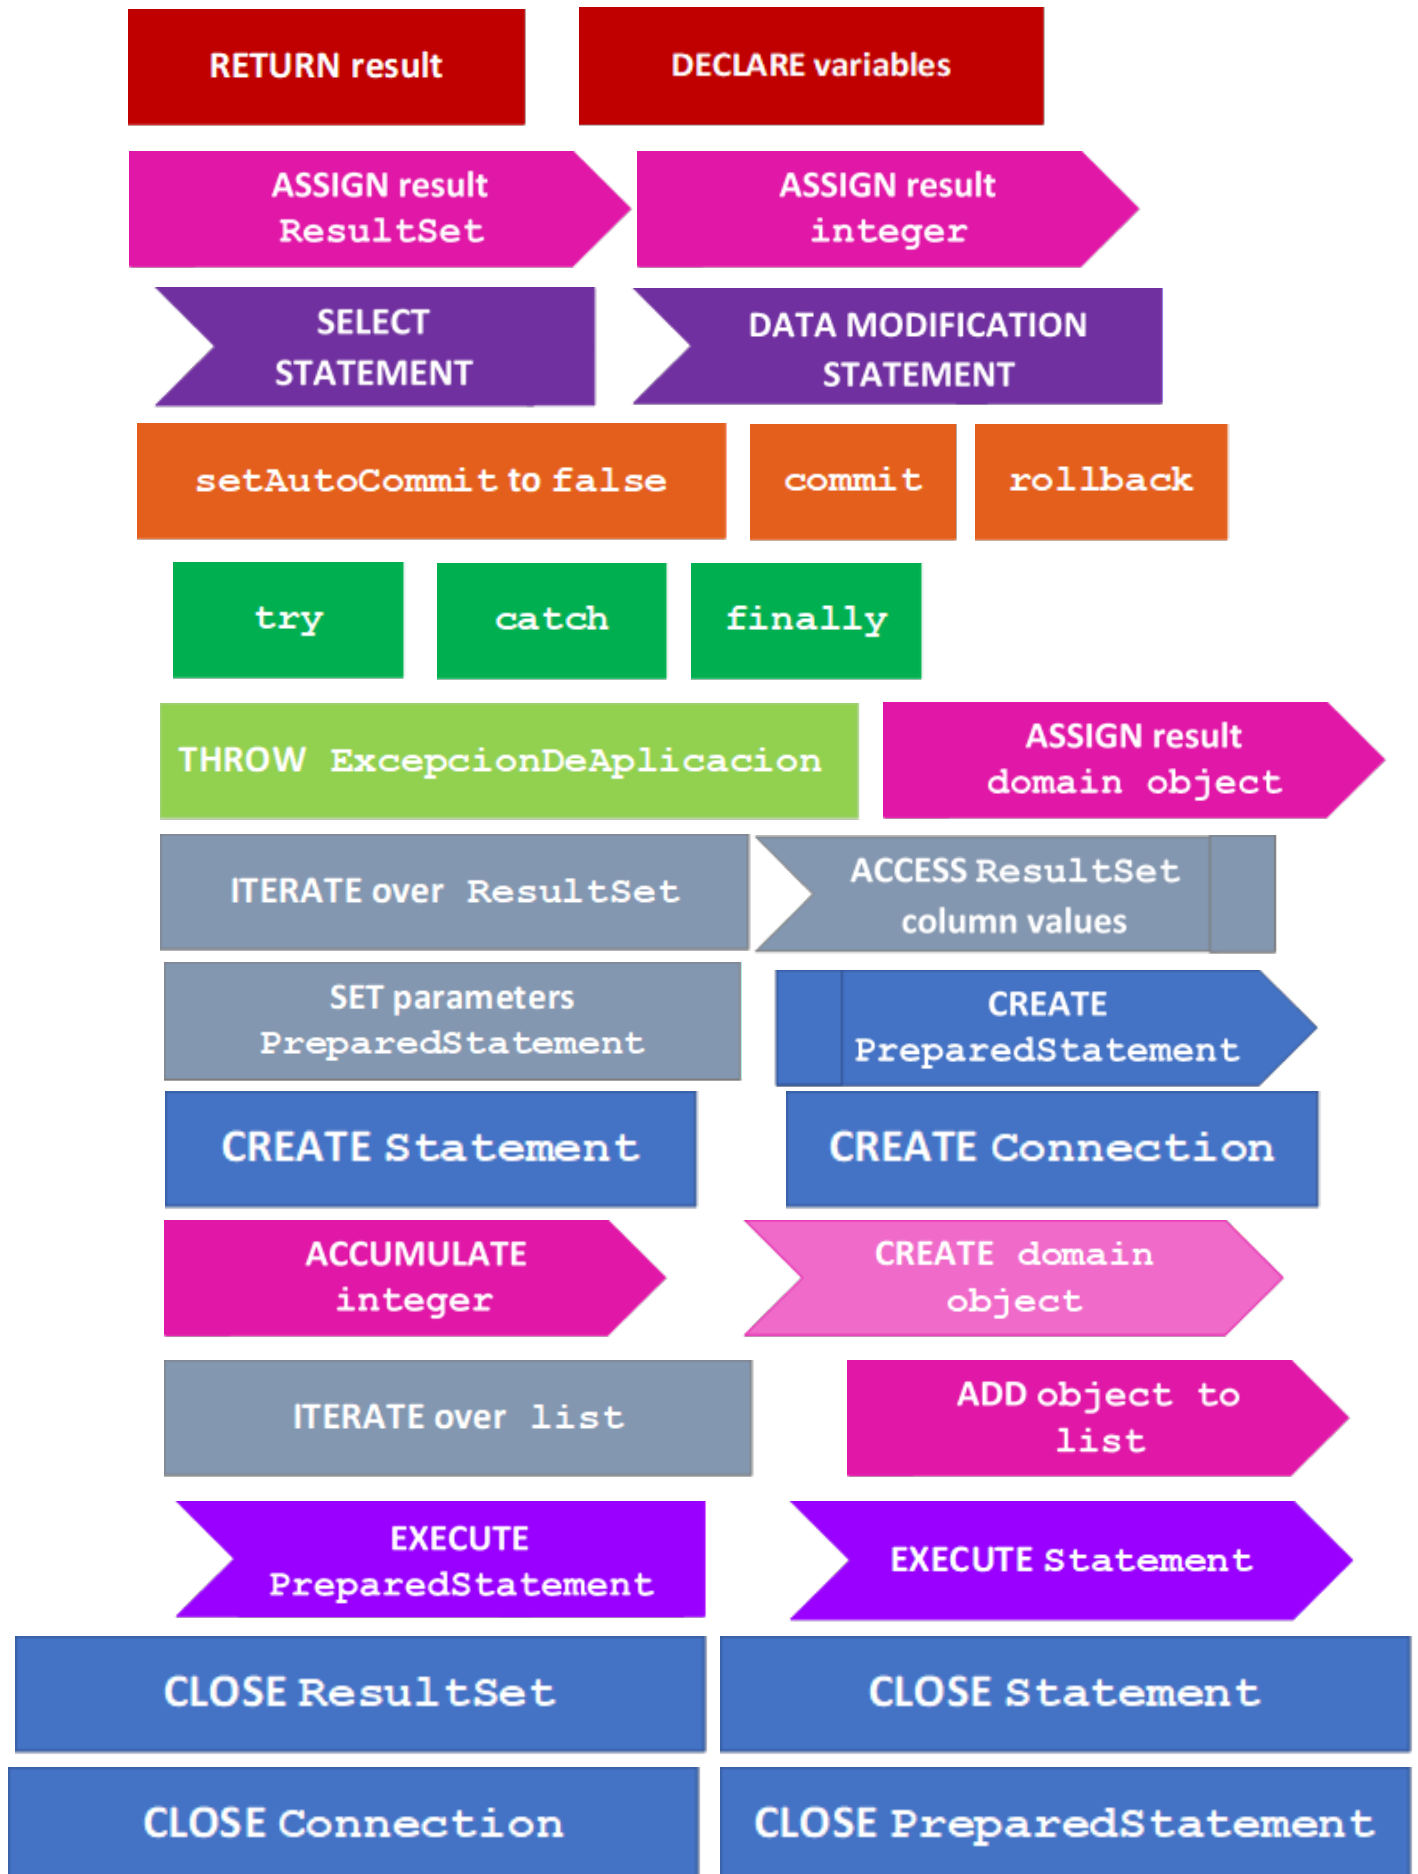 RETURN result
DECLARE variables
ASSIGN result
ResultSet
ASSIGN result
integer
SELECT
STATEMENT
DATA MODIFICATION
STATEMENT
setAutoCommit to false
commit
rollback
try
catch
finally
THROW ExcepcionDeAplicacion
ASSIGN result
domain object
ITERATE over ResultSet
ACCESS ResultSet
column values
SET parameters
PreparedStatement
CREATE
PreparedStatement
CREATE Statement
CREATE Connection
ACCUMULATE
integer
CREATE domain
object
ITERATE over list
ADD object to
list
EXECUTE
PreparedStatement
EXECUTE Statement
CLOSE ResultSet
CLOSE Statement
CLOSE Connection
CLOSE PreparedStatement